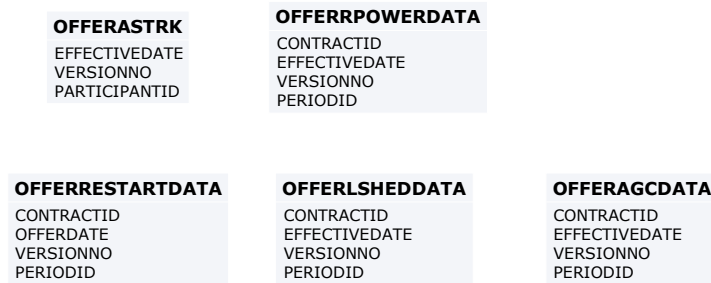 OFFERASTRK
EFFECTIVEDATE
VERSIONNO
PARTICIPANTID
OFFERRPOWERDATA
CONTRACTID
EFFECTIVEDATE
VERSIONNO
PERIODID
OFFERRESTARTDATA
CONTRACTID
OFFERDATE
VERSIONNO
PERIODID
OFFERLSHEDDATA
CONTRACTID
EFFECTIVEDATE
VERSIONNO
PERIODID
OFFERAGCDATA
CONTRACTID
EFFECTIVEDATE
VERSIONNO
PERIODID